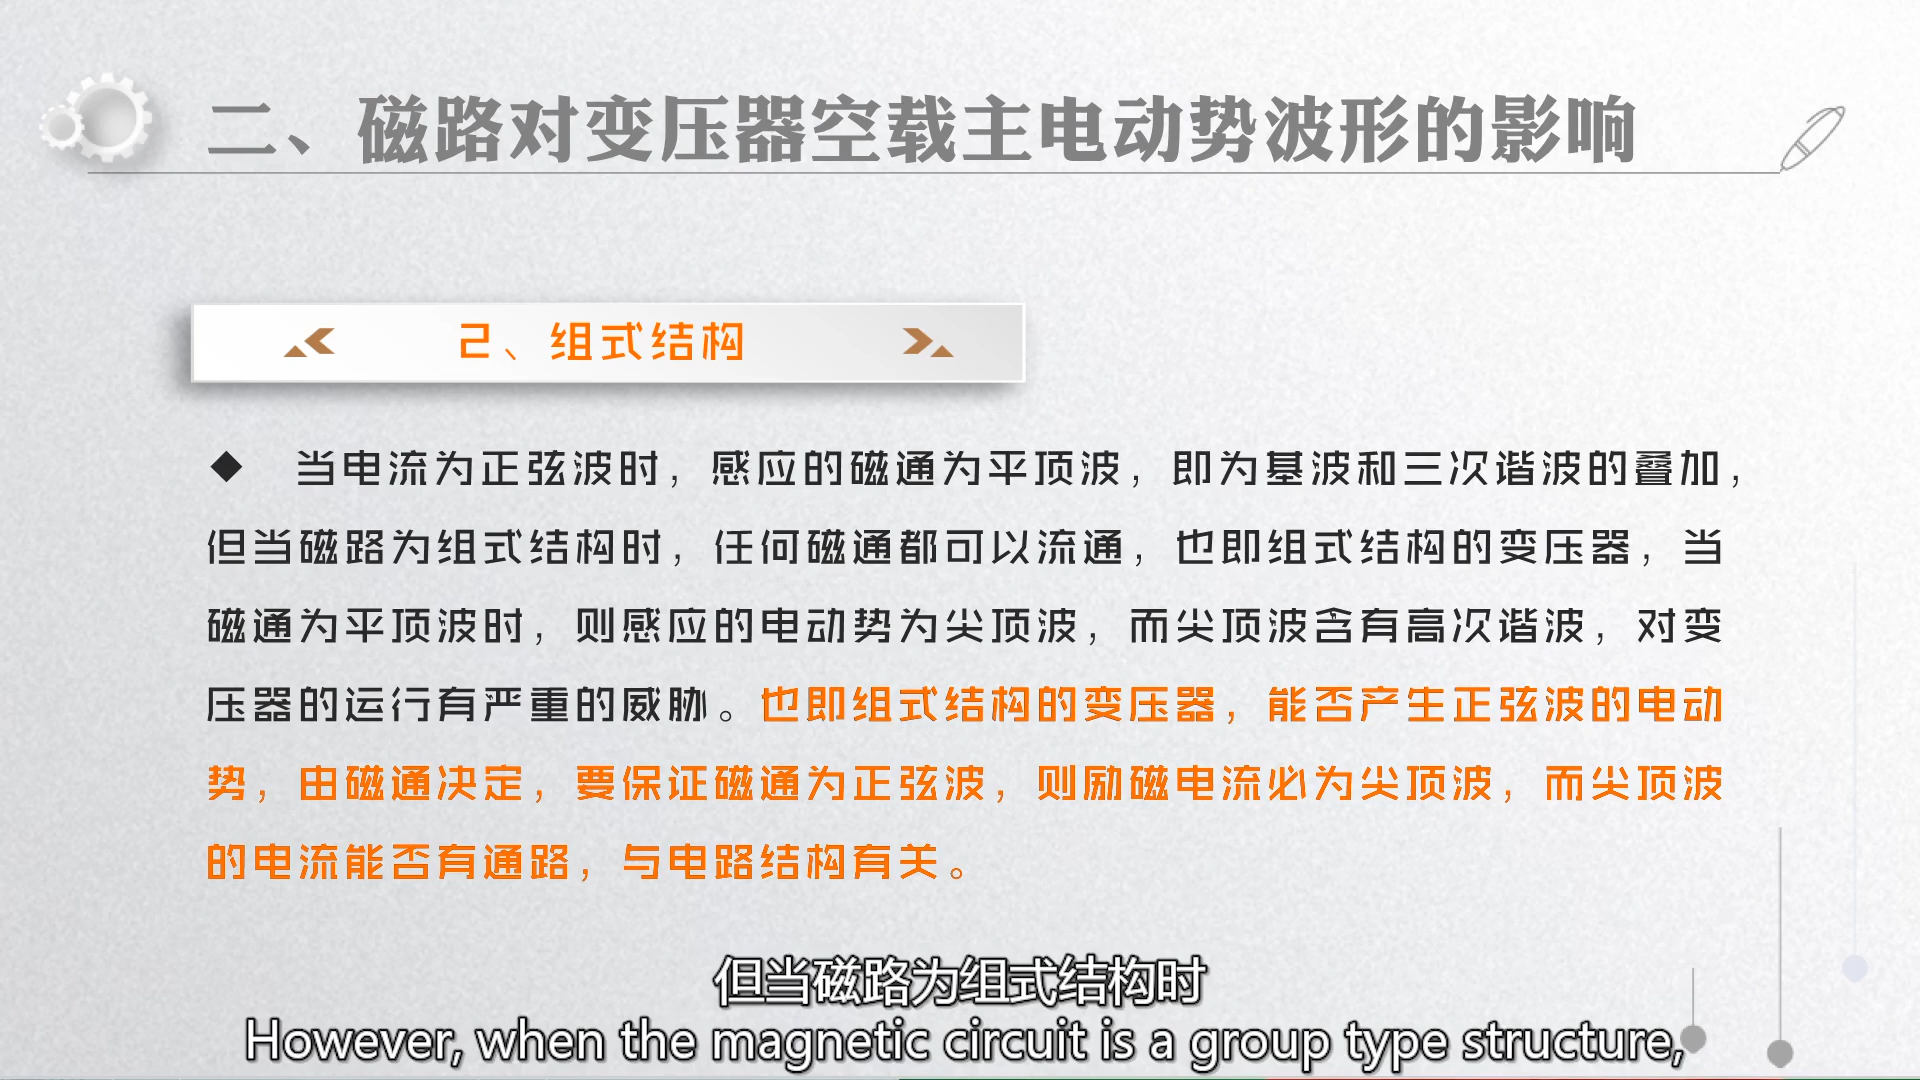 二、磁路对变压器空载主电动势波形的影响
2、组式结构
◆ 当电流为正弦波时，感应的磁通为平顶波，即为基波和三次谐波的叠加，
但当磁路为组式结构时，任何磁通都可以流通，也即组式结构的变压器，当
磁通为平顶波时，则感应的电动势为尖顶波，而尖顶波含有高次谐波，对变
压器的运行有严重的威胁。也即组式结构的变压器，能否产生正弦波的电动
势，由磁通决定，要保证磁通为正弦波，则励磁电流必为尖顶波，而尖顶波
的电流能否有通路，与电路结构有关。
但当磁路为组式结构时
However, when the magnetic circuit is a group type structure,